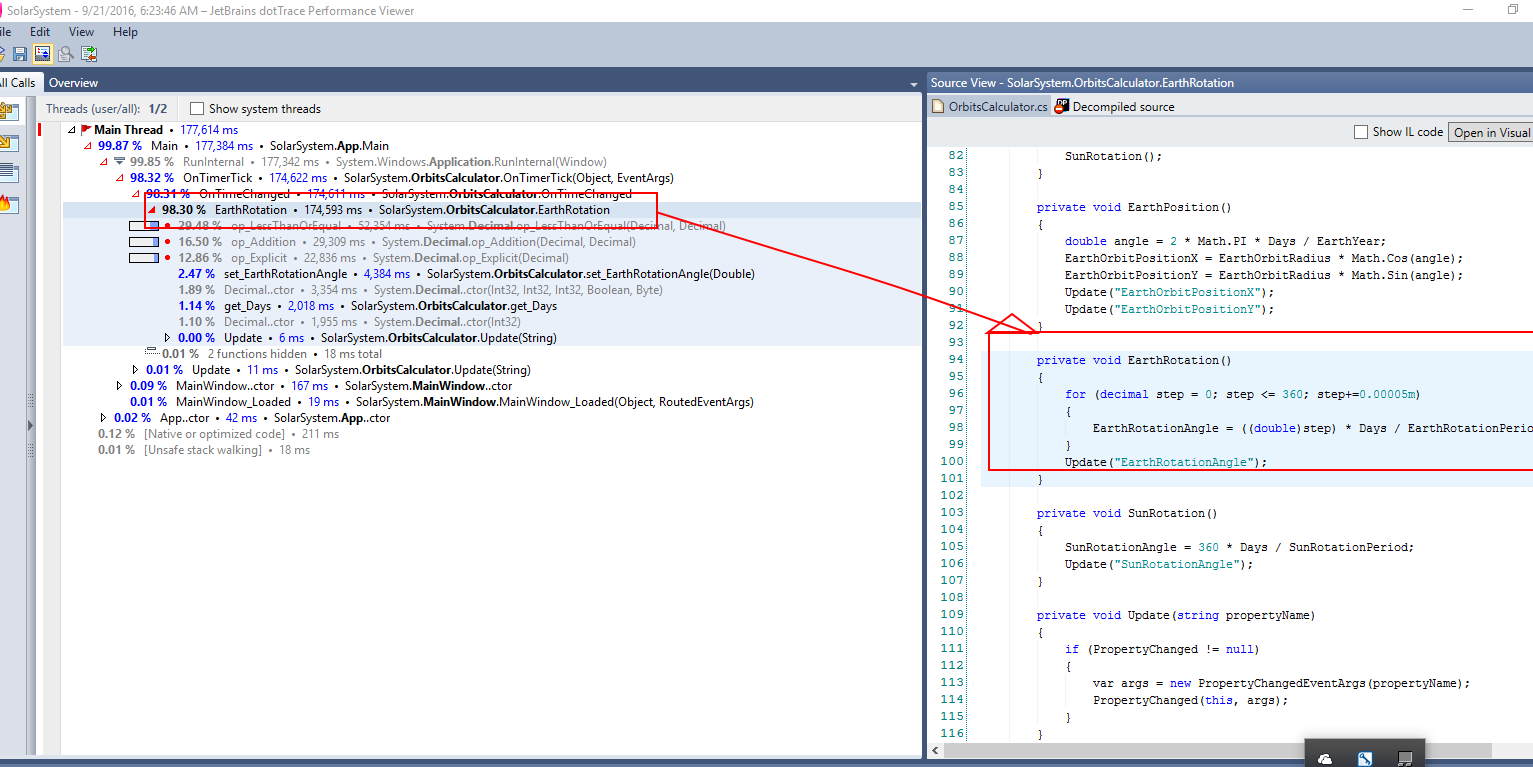 SolarSystem - 9/21/2016, 6:23:46 AM – JetBrains dotTrace Performance Viewer
ile Edit View Help
ll Calls Overview
Threads (user/all): 1/2 Show system threads
Main Thread • 177,614 ms
99.87 % Main • 177,384 ms • SolarSystem.App.Main
99.85 % RunInternal • 177,342 ms • System.Windows.Application.RunInternal(Window)
98.32 % OnTimerTick • 174,622 ms • SolarSystem.OrbitsCalculator.OnTimerTick(Object, EventArgs)
98.31 % OnTimeChanged • 174,611 ms • SolarSystem.OrbitsCalculator.OnTimeChanged
98.30 % EarthRotation • 174,593 ms • SolarSystem.OrbitsCalculator.EarthRotation
29.48 % op_LessThanOrEqual • 52,354 ms • System.Decimal.op_LessThanOrEqual(Decimal, Decimal)
16.50 % op_Addition • 29,309 ms • System.Decimal.op_Addition(Decimal, Decimal)
12.86 % op_Explicit • 22,836 ms • System.Decimal.op_Explicit(Decimal)
2.47 % set_EarthRotationAngle • 4,384 ms • SolarSystem.OrbitsCalculator.set_EarthRotationAngle(Double)
1.89 % Decimal..ctor • 3,354 ms • System.Decimal..ctor(Int32, Int32, Int32, Boolean, Byte)
1.14 % get_Days • 2,018 ms • SolarSystem.OrbitsCalculator.get_Days
1.10 % Decimal..ctor • 1,955 ms • System.Decimal..ctor(Int32)
0.00 % Update • 6 ms • SolarSystem.OrbitsCalculator.Update(String)
0.01 % 2 functions hidden • 18 ms total
0.01 % Update • 11 ms • SolarSystem.OrbitsCalculator.Update(String)
0.09 % MainWindow..ctor • 167 ms • SolarSystem.MainWindow..ctor
0.01 % MainWindow_Loaded • 19 ms • SolarSystem.MainWindow.MainWindow_Loaded(Object, RoutedEventArgs)
0.02 % App..ctor • 42 ms • SolarSystem.App..ctor
0.12 % [Native or optimized code] • 211 ms
0.01 % [Unsafe stack walking] • 18 ms
Source View - SolarSystem.OrbitsCalculator.EarthRotation
OrbitsCalculator.cs Decompiled source
Show IL code Open in Visual
82 SunRotation();
83 }
84
85 private void EarthPosition()
86 {
87 double angle = 2 * Math.PI * Days / EarthYear;
88 EarthOrbitPositionX = EarthOrbitRadius * Math.Cos(angle);
89 EarthOrbitPositionY = EarthOrbitRadius * Math.Sin(angle);
90 Update("EarthOrbitPositionX");
91 Update("EarthOrbitPositionY");
92 }
93
94 private void EarthRotation()
95 {
96 for (decimal step = 0; step <= 360; step+=0.00005m)
97 {
98 EarthRotationAngle = ((double)step) * Days / EarthRotationPerio
99 }
100 Update("EarthRotationAngle");
101 }
102
103 private void SunRotation()
104 {
105 SunRotationAngle = 360 * Days / SunRotationPeriod;
106 Update("SunRotationAngle");
107 }
108
109 private void Update(string propertyName)
110 {
111 if (PropertyChanged != null)
112 {
113 var args = new PropertyChangedEventArgs(propertyName);
114 PropertyChanged(this, args);
115 }
116 }